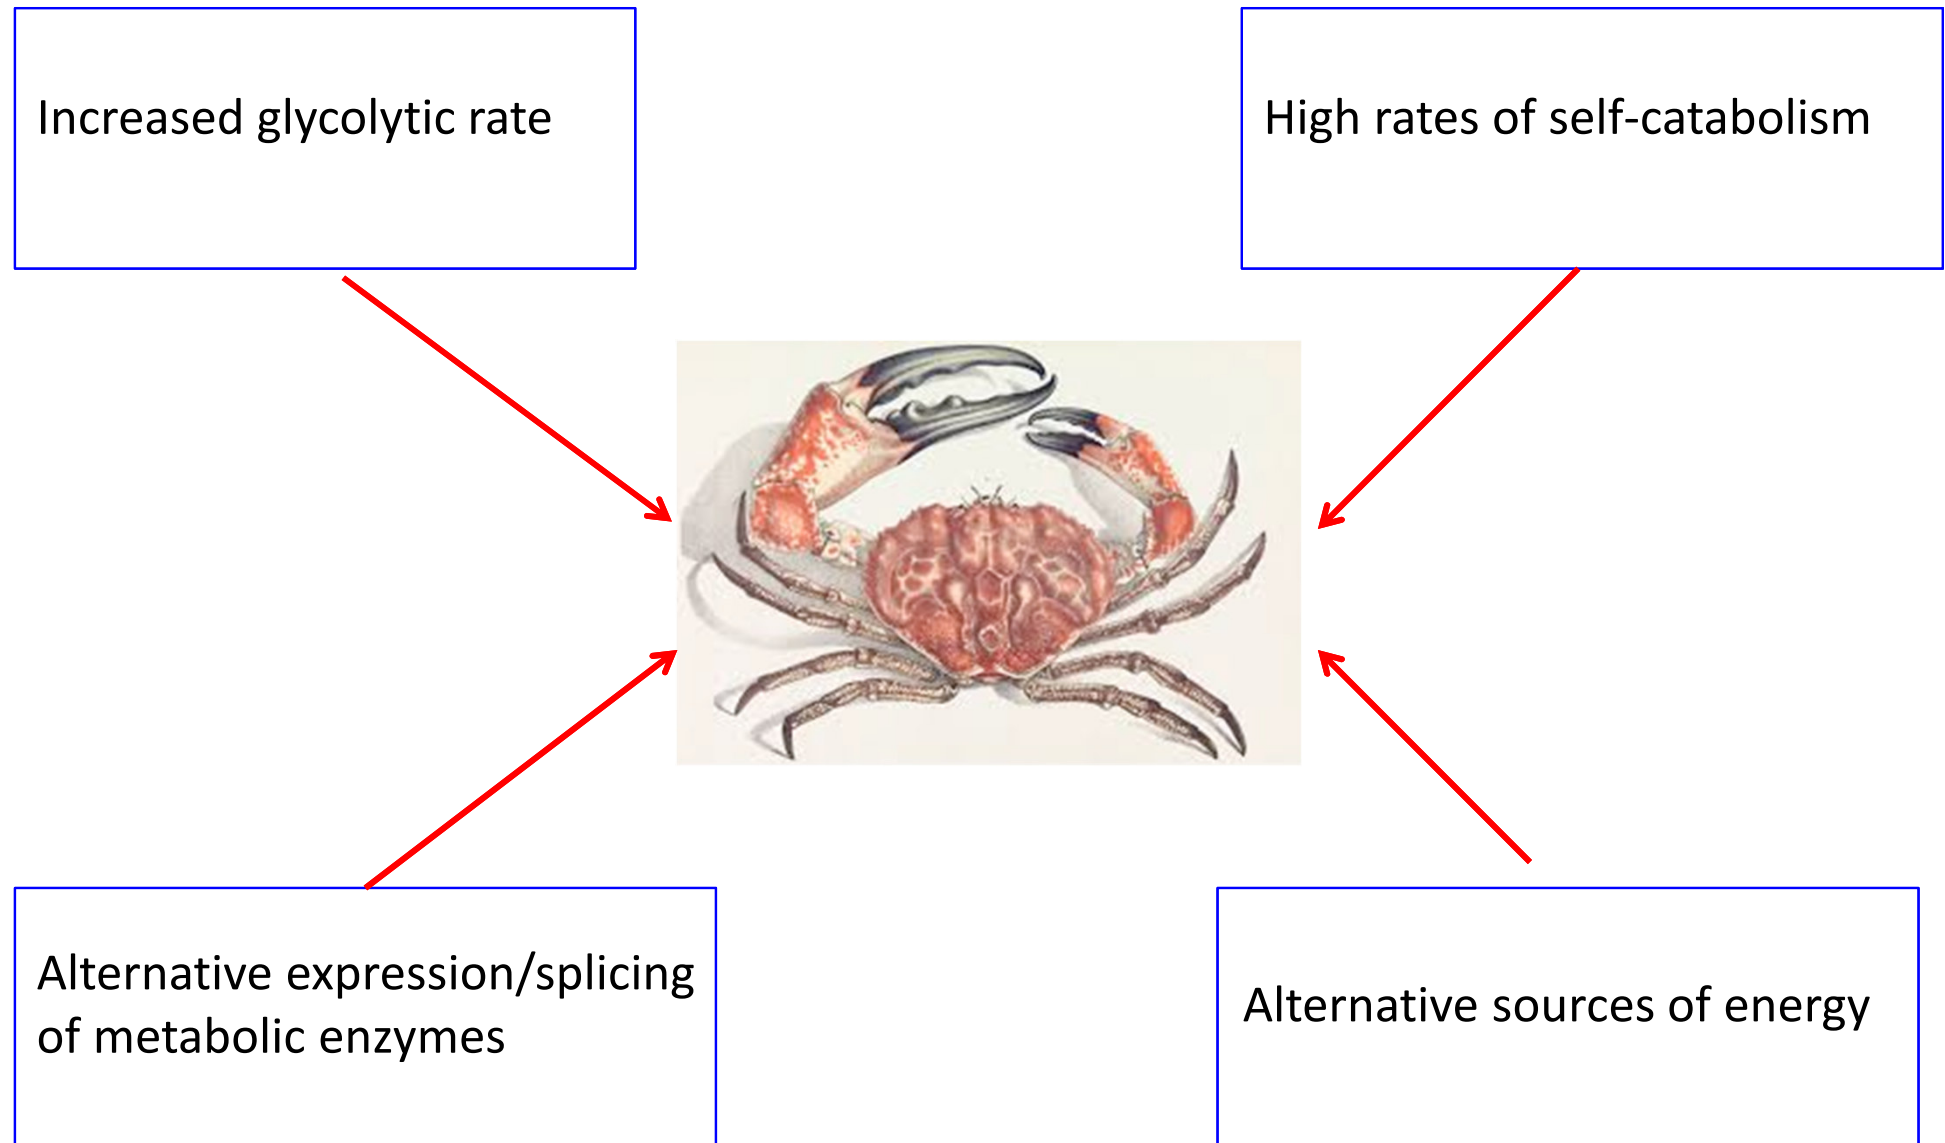 Increased glycolytic rate
High rates of self-catabolism
Alternative expression/splicing
of metabolic enzymes
Alternative sources of energy